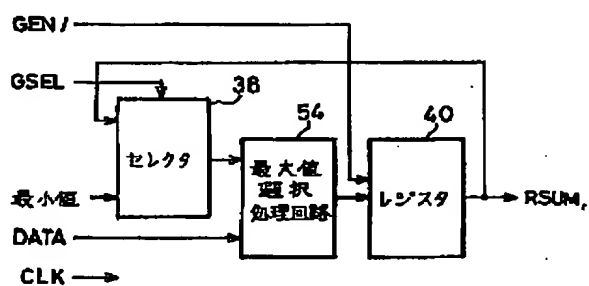 GEN/
GSEL
38
セレクタ
最小値
DATA
CLK
54
最大値
選択
処理回路
40
レジスタ
RSUM,